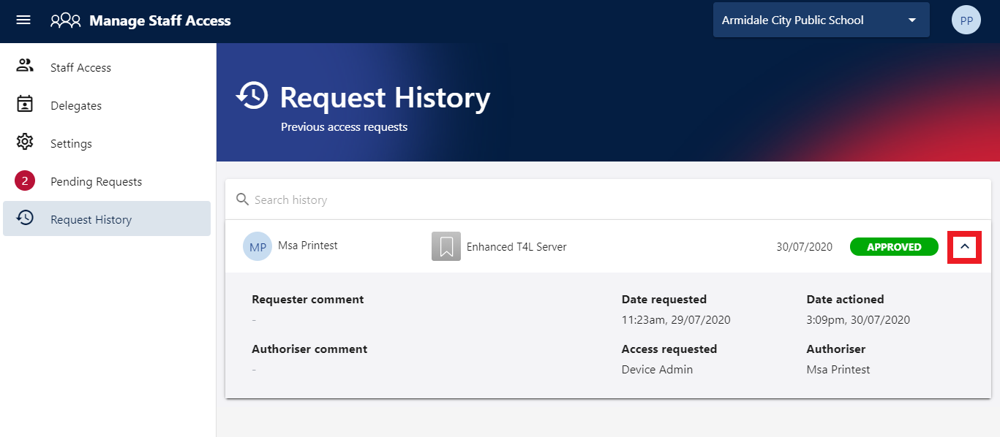 Manage Staff Access
Armidale City Public School
PP
Staff Access
Delegates
Settings
2
Pending Requests
Request History
Request History
Previous access requests
Search history
MP
Msa Printest
Enhanced T4L Server
30/07/2020
APPROVED
Requester comment
-
Date requested
11:23am, 29/07/2020
Date actioned
3:09pm, 30/07/2020
Authoriser comment
-
Access requested
Device Admin
Authoriser
Msa Printest